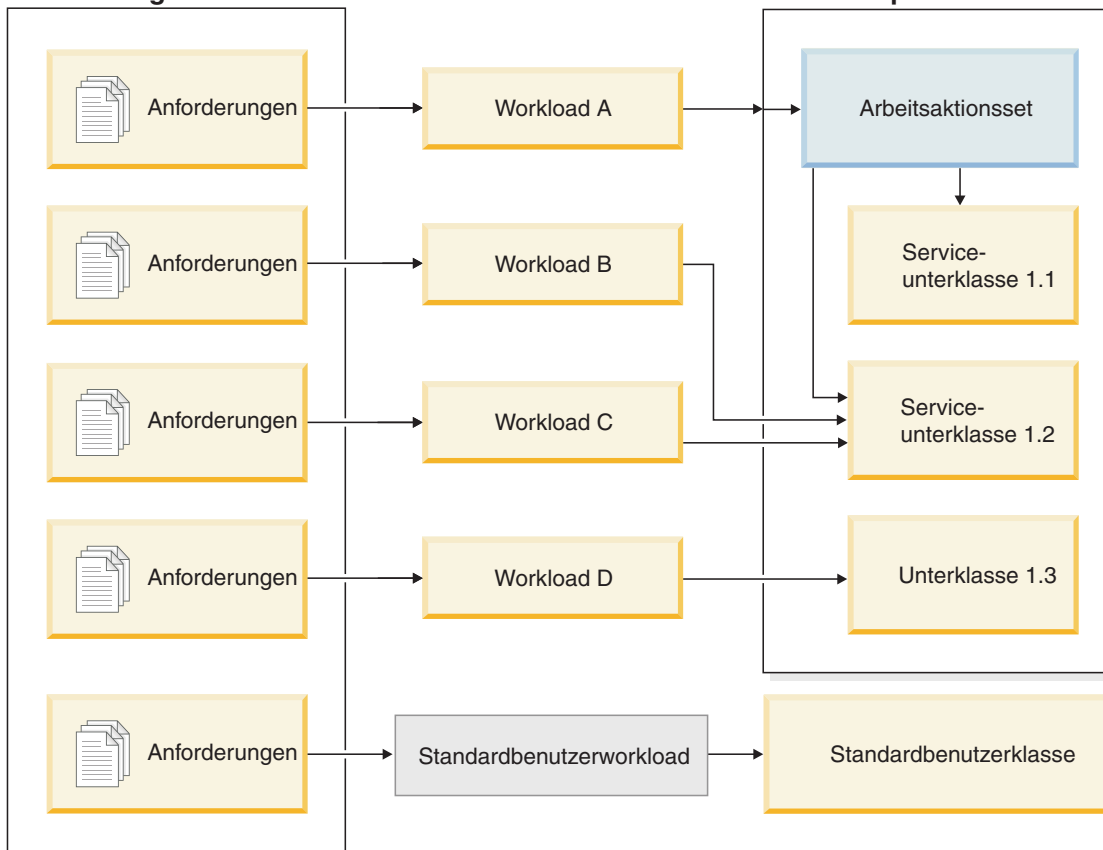 Anforderungen
Workload A
Arbeitsaktionsset
Anforderungen
Workload B
Service-
unterklasse 1.1
Anforderungen
Workload C
Service-
unterklasse 1.2
Anforderungen
Workload D
Unterklasse 1.3
Anforderungen
Standardbenutzerworkload
Standardbenutzerklasse